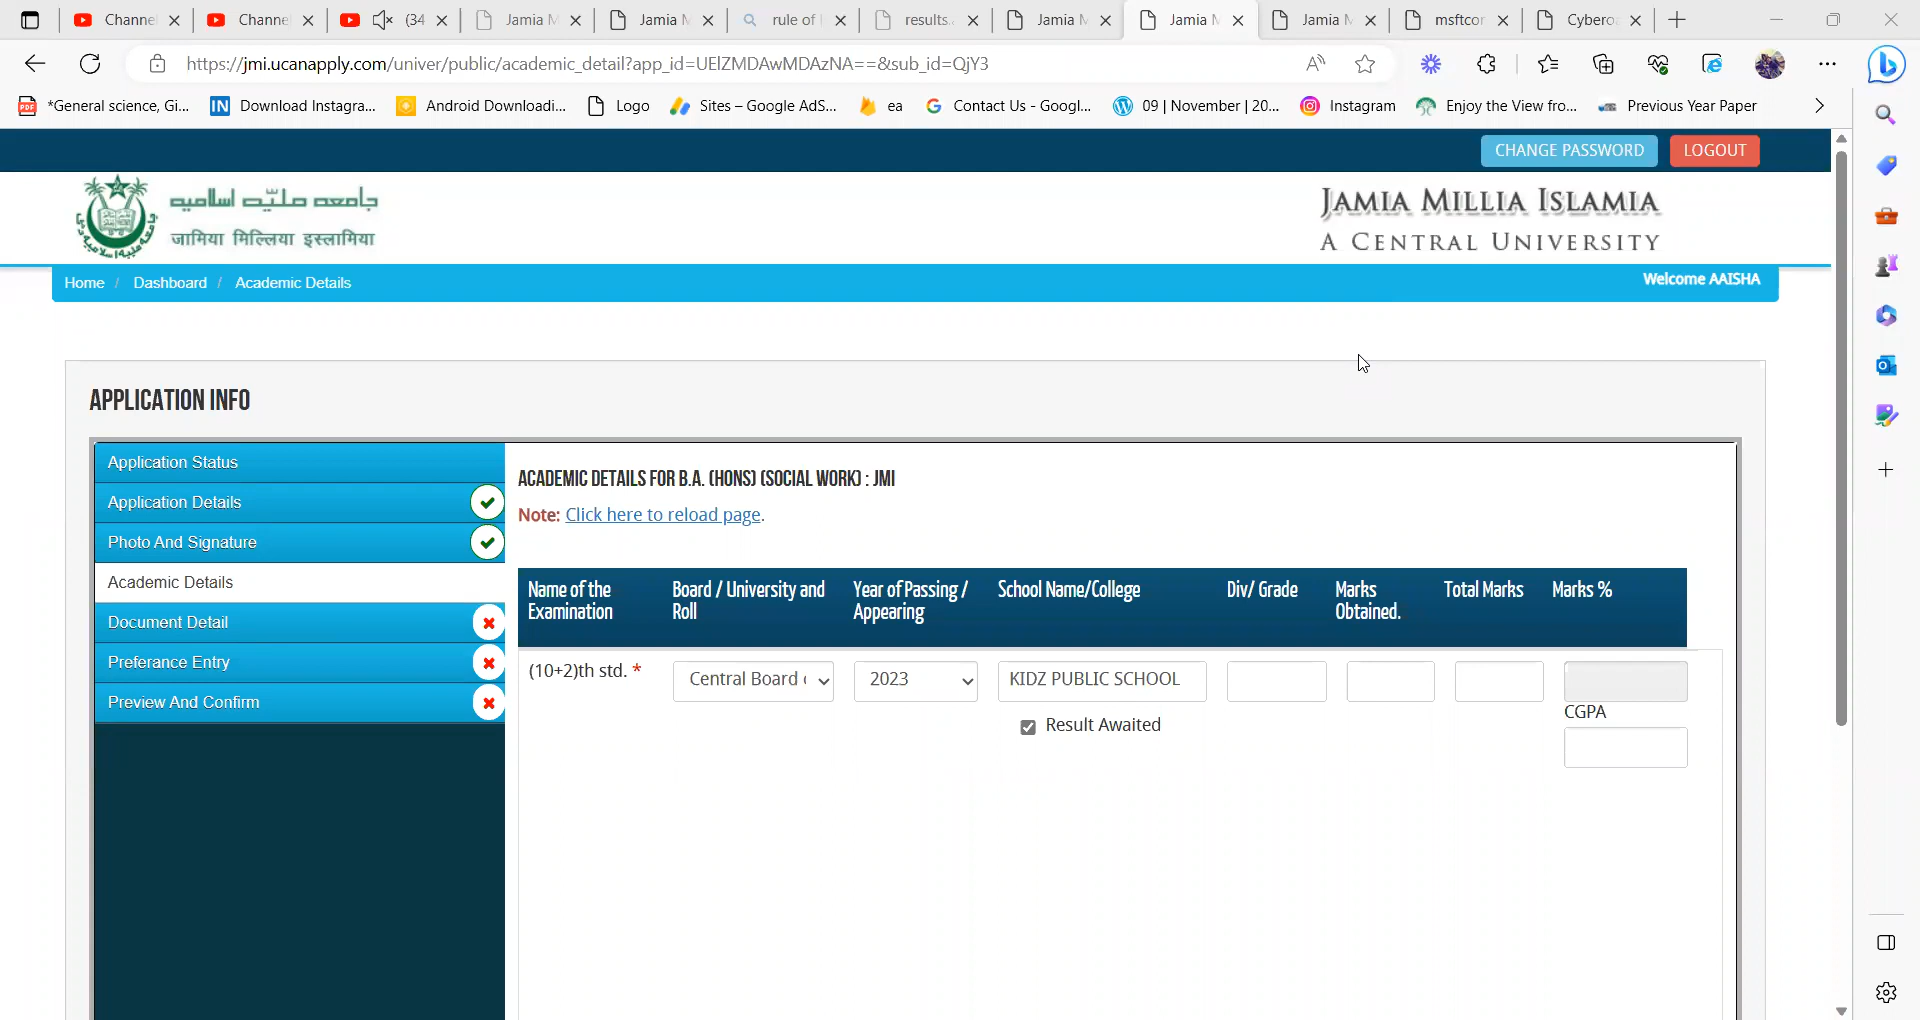 Channe
Channe
(34
Jamia M
Jamia M
rule of
results.
Jamia M
Jamia M
Jamia M
msftcor
Cybero
https://jmi.ucanapply.com/univer/public/academic_detail?app_id=UElZMDAwMDAzNA==&sub_id=QjY3
*General science, Gi...
IN Download Instagra...
Android Downloadi...
Logo
Sites – Google AdS...
ea
Contact Us - Googl...
09 | November | 20...
Instagram
Enjoy the View fro...
Previous Year Paper
CHANGE PASSWORD
LOGOUT
جامعہ ملیّہ اسلامیہ
जामिया मिल्लिया इस्लामिया
JAMIA MILLIA ISLAMIA
A CENTRAL UNIVERSITY
Home / Dashboard / Academic Details
Welcome AAISHA
APPLICATION INFO
Application Status
Application Details
Photo And Signature
Academic Details
Document Detail
Preferance Entry
Preview And Confirm
ACADEMIC DETAILS FOR B.A. (HONS) (SOCIAL WORK) : JMI
Note: Click here to reload page.
Name of the Examination
Board / University and Roll
Year of Passing / Appearing
School Name/College
Div/ Grade
Marks Obtained.
Total Marks
Marks %
(10+2)th std. *
Central Board
2023
KIDZ PUBLIC SCHOOL
Result Awaited
CGPA